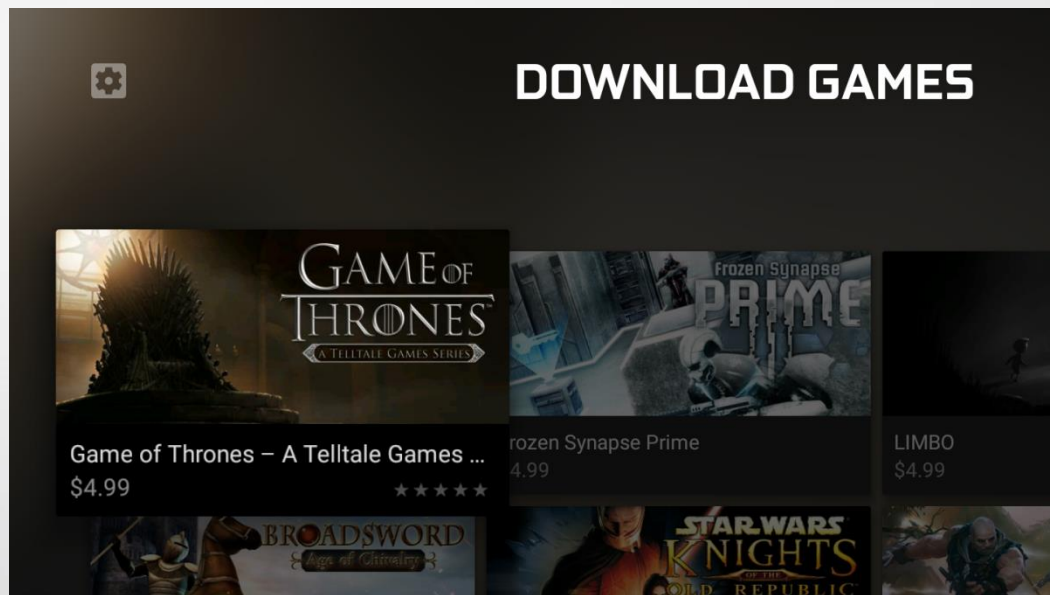 DOWNLOAD GAMES
GAME OF
THRONES
A TELLTALE GAMES SERIES
Game of Thrones – A Telltale Games ...
$4.99
Frozen Synapse
PRIME
rozen Synapse Prime
4.99
LIMBO
$4.99
BROADSWORD
Age of Chivalry
STAR WARS
KNIGHTS
OF THE
OLD REPUBLIC